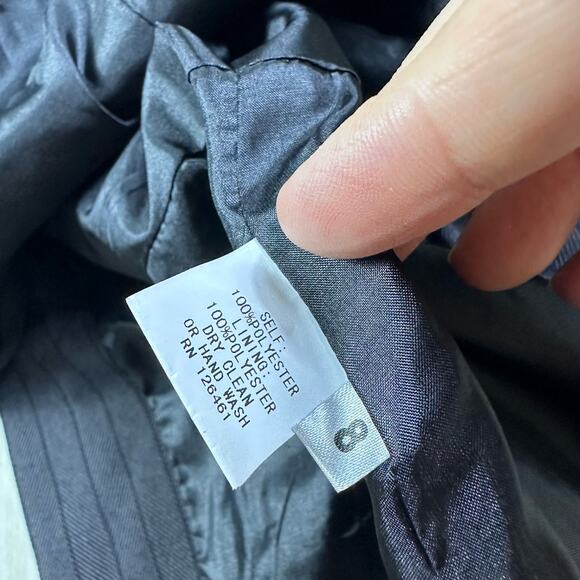 SELF:
100%POLYESTER
LINING:
100%POLYESTER
DRY CLEAN
OR HAND WASH
RN 126461
8